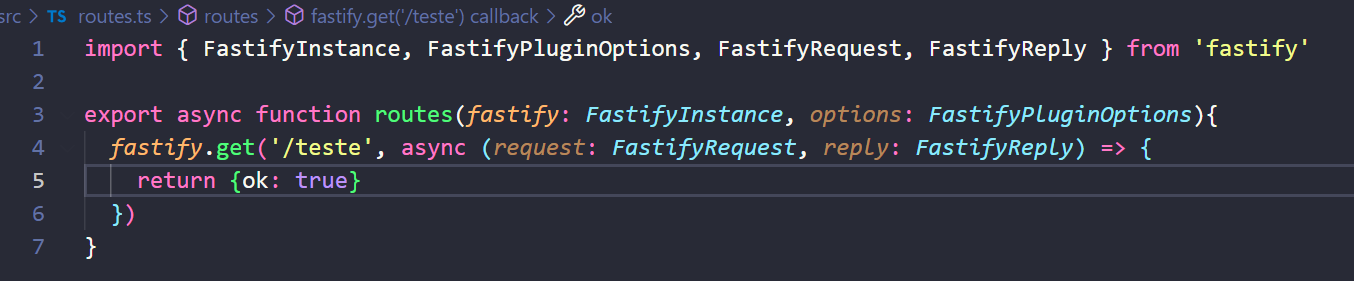 src > TS routes.ts > routes > fastify.get('/teste') callback > ok
1 import { FastifyInstance, FastifyPluginOptions, FastifyRequest, FastifyReply } from 'fastify'
2
3 export async function routes(fastify: FastifyInstance, options: FastifyPluginOptions){
4   fastify.get('/teste', async (request: FastifyRequest, reply: FastifyReply) => {
5     return {ok: true}
6   })
7 }